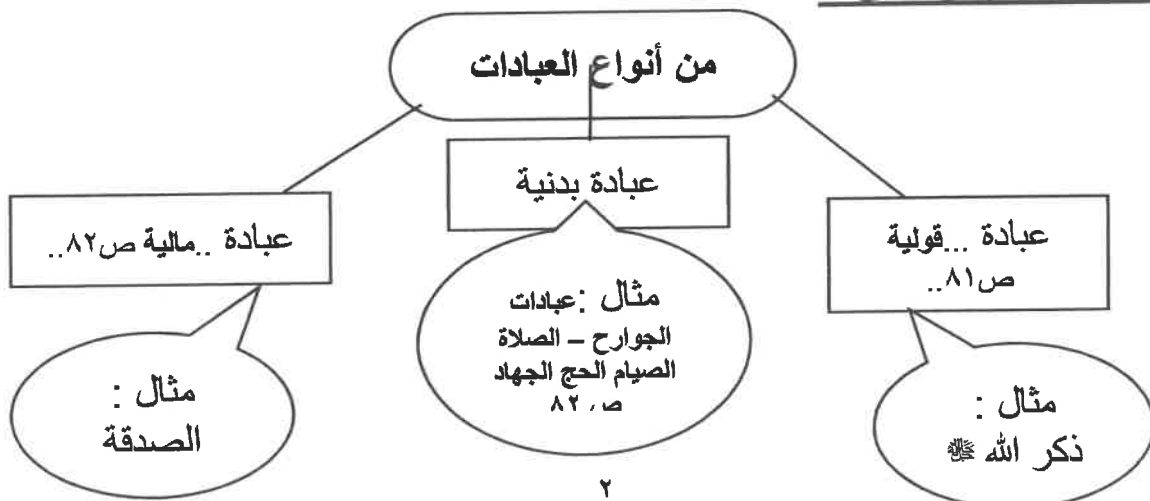 من أنواع العبادات
عبادة ...قولية
ص٨١..
عبادة بدنية
عبادة ..مالية ص٨٢..
مثال :
ذكر الله ﷻ
مثال :عبادات
الجوارح – الصلاة
الصيام الحج الجهاد
ص ٨٢
مثال :
الصدقة
٢